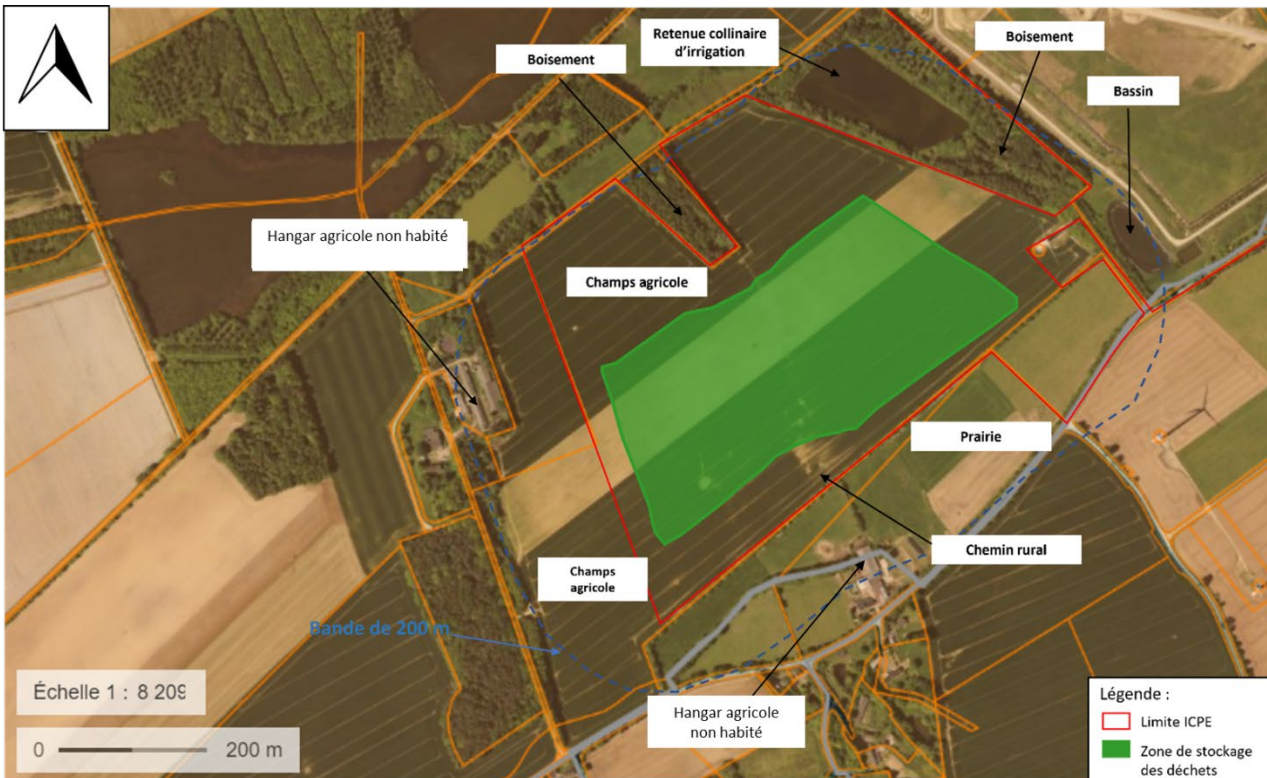 Retenue collinaire
d'irrigation
Boisement
Boisement
Bassin
Hangar agricole non habité
Champs agricole
Prairie
Chemin rural
Champs
agricole
Bande de 200 m
Hangar agricole
non habité
Échelle 1 : 8 209
0 200 m
Légende :
Limite ICPE
Zone de stockage
des déchets